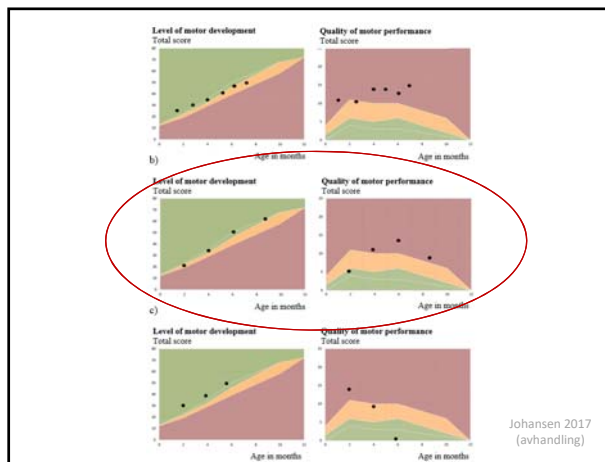 Level of motor development
Total score
Quality of motor performance
Total score
Age in months
Age in months
b)
Level of motor development
Total score
Quality of motor performance
Total score
Age in months
Age in months
c)
Level of motor development
Total score
Quality of motor performance
Total score
Age in months
Age in months
Johansen 2017
(avhandling)